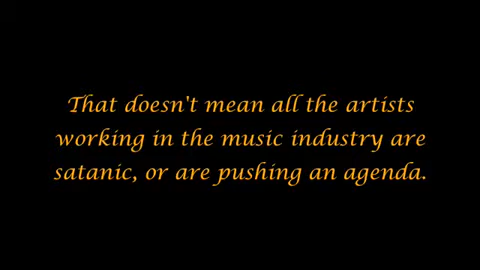 That doesn't mean all the artists
working in the music industry are
satanic, or are pushing an agenda.